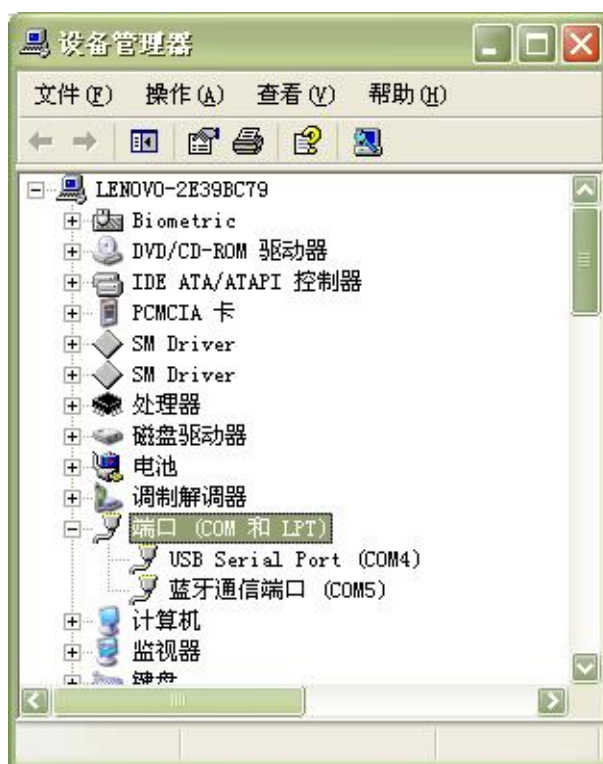 设备管理器
文件(F) 操作(A) 查看(V) 帮助(H)
LENOVO-2E39BC79
Biometric
DVD/CD-ROM 驱动器
IDE ATA/ATAPI 控制器
PCMCIA 卡
SM Driver
SM Driver
处理器
磁盘驱动器
电池
调制解调器
端口 (COM 和 LPT)
USB Serial Port (COM4)
蓝牙通信端口 (COM5)
计算机
监视器
键盘